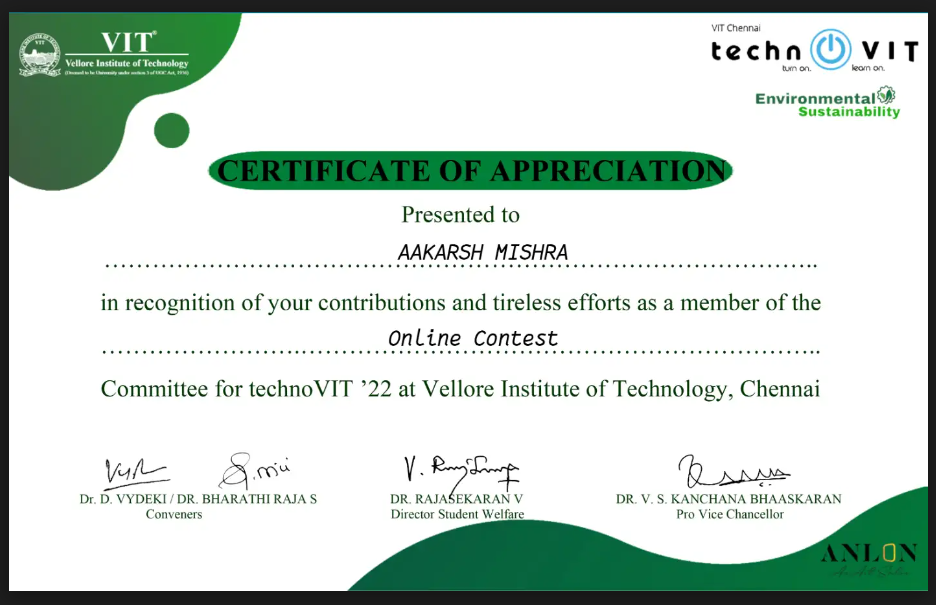 VIT®
Vellore Institute of Technology
(Deemed to be University under section 3 of UGC Act, 1956)
VIT Chennai
techn VIT
turn on. learn on.
Environmental
Sustainability
CERTIFICATE OF APPRECIATION
Presented to
AAKARSH MISHRA
in recognition of your contributions and tireless efforts as a member of the
Online Contest
Committee for technoVIT ’22 at Vellore Institute of Technology, Chennai
Dr. D. VYDEKI / DR. BHARATHI RAJA S
Conveners
DR. RAJASEKARAN V
Director Student Welfare
DR. V. S. KANCHANA BHAASKARAN
Pro Vice Chancellor
ANLON